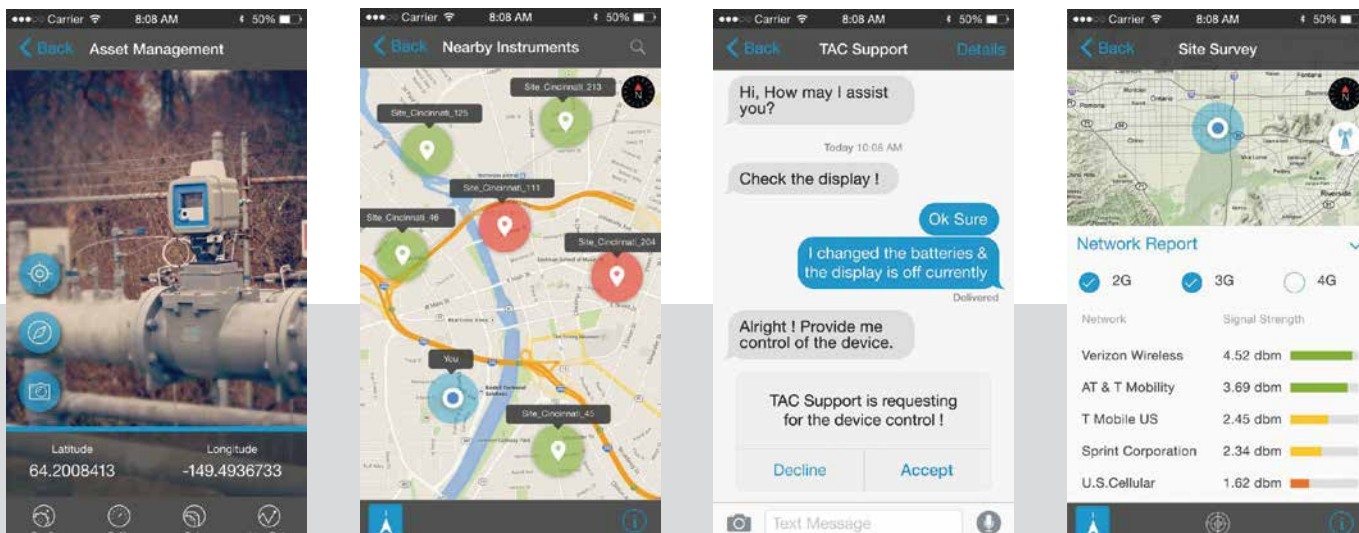 Carrier 8:08 AM 50%
Back Asset Management
Latitude Longitude
64.2008413 -149.4936733
Carrier 8:08 AM 50%
Back Nearby Instruments
N
Site_Cincinnati_213
Site_Cincinnati_125
Site_Cincinnati_111
Site_Cincinnati_46
Site_Cincinnati_204
You
Site_Cincinnati_45
Carrier 8:08 AM 50%
Back TAC Support Details
Hi, How may I assist
you?
Today 10:08 AM
Check the display !
Ok Sure
I changed the batteries &
the display is off currently
Delivered
Alright ! Provide me
control of the device.
TAC Support is requesting
for the device control !
Decline Accept
Text Message
Carrier 8:08 AM 50%
Back Site Survey
N
Fontana
Pomona
Ontario
Chino
Riverside
Network Report
2G 3G 4G
Network Signal Strength
Verizon Wireless 4.52 dbm
AT & T Mobility 3.69 dbm
T Mobile US 2.45 dbm
Sprint Corporation 2.34 dbm
U.S.Cellular 1.62 dbm